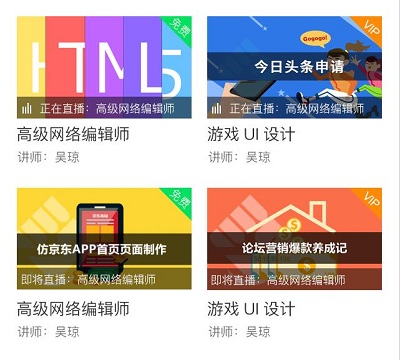 HTML5
免费
正在直播：高级网络编辑师
高级网络编辑师
讲师：吴琼
Gogogo!
VIP
今日头条申请
正在直播：高级网络编辑师
游戏 UI 设计
讲师：吴琼
免费
仿京东APP首页页面制作
即将直播：高级网络编辑师
高级网络编辑师
讲师：吴琼
VIP
论坛营销爆款养成记
即将直播：高级网络编辑师
游戏 UI 设计
讲师：吴琼